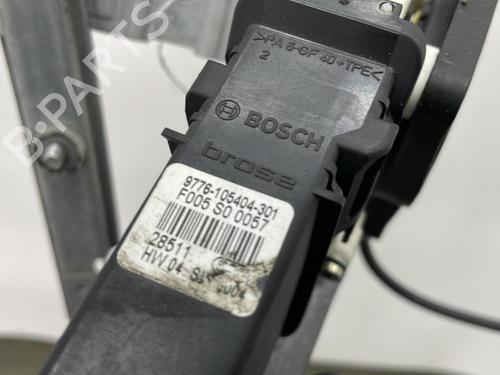 >PA 6-GF 40+TPE<
2
BOSCH
brose
9776-105404-301
F005 S0 0057
28511
HW 04
B-PARTS